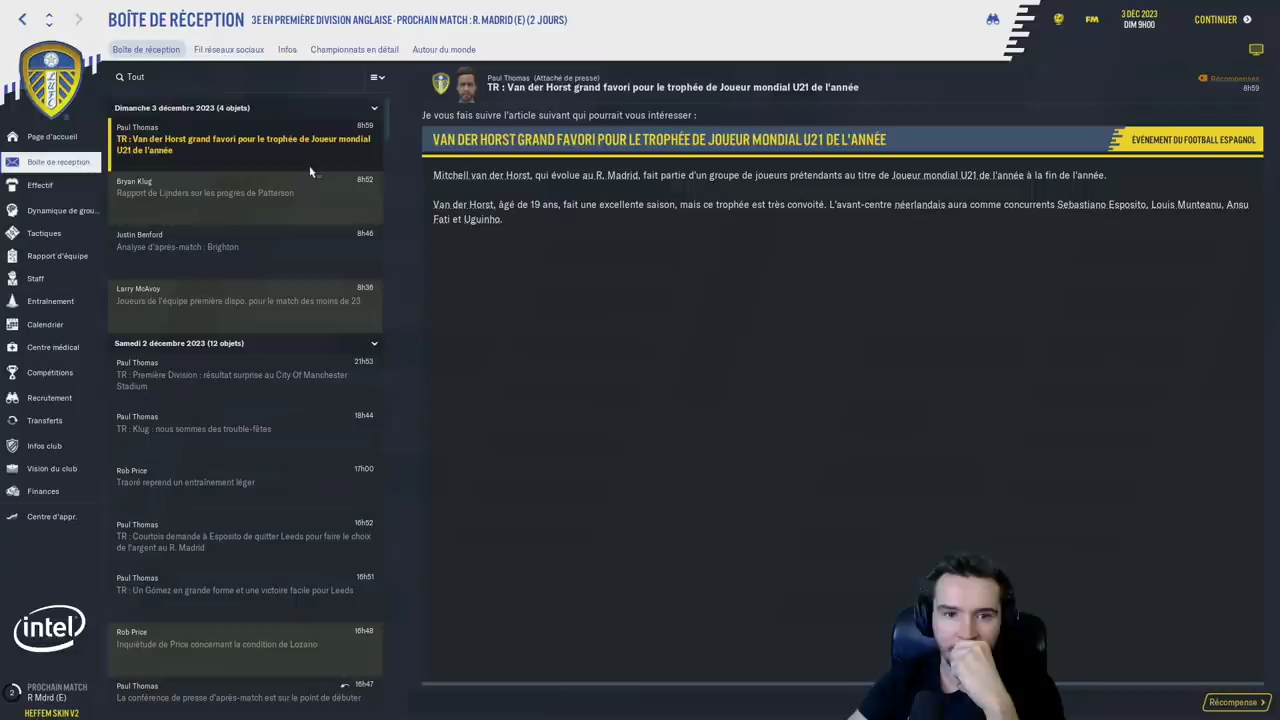 BOÎTE DE RÉCEPTION
3E EN PREMIÈRE DIVISION ANGLAISE - PROCHAIN MATCH : R. MADRID (E) (2 JOURS)
FM
3 DEC 2023
DIM 9H00
CONTINUER
Boîte de réception
Fil réseaux sociaux
Infos
Championnats en détail
Autour du monde
Page d'accueil
Boîte de réception
Effectif
Dynamique de grou...
Tactiques
Rapport d'équipe
Staff
Entraînement
Calendrier
Centre médical
Compétitions
Recrutement
Transferts
Infos club
Vision du club
Finances
Centre d'appr.
intel
2
PROCHAIN MATCH
R Mdrd (E)
HEFFEM SKIN V2
Tout
Dimanche 3 décembre 2023 (4 objets)
Paul Thomas 8h59
TR : Van der Horst grand favori pour le trophée de Joueur mondial
U21 de l'année
Bryan Klug 8h52
Rapport de Lijnders sur les progrès de Patterson
Justin Benford 8h46
Analyse d'après-match : Brighton
Larry McAvoy 8h36
Joueurs de l'équipe première dispo. pour le match des moins de 23
Samedi 2 décembre 2023 (12 objets)
Paul Thomas 21h53
TR : Première Division : résultat surprise au City Of Manchester
Stadium
Paul Thomas 18h44
TR : Klug : nous sommes des trouble-fêtes
Rob Price 17h00
Traoré reprend un entraînement léger
Paul Thomas 16h52
TR : Courtois demande à Esposito de quitter Leeds pour faire le choix
de l'argent au R. Madrid
Paul Thomas 16h51
TR : Un Gómez en grande forme et une victoire facile pour Leeds
Rob Price 16h48
Inquiétude de Price concernant la condition de Lozano
Paul Thomas 16h47
La conférence de presse d'après-match est sur le point de débuter
Paul Thomas (Attaché de presse)
TR : Van der Horst grand favori pour le trophée de Joueur mondial U21 de l'année
Récompenses
8h59
Je vous fais suivre l'article suivant qui pourrait vous intéresser :
VAN DER HORST GRAND FAVORI POUR LE TROPHÉE DE JOUEUR MONDIAL U21 DE L'ANNÉE
ÉVÉNEMENT DU FOOTBALL ESPAGNOL
Mitchell van der Horst, qui évolue au R. Madrid, fait partie d'un groupe de joueurs prétendants au titre de Joueur mondial U21 de l'année à la fin de l'année.
Van der Horst, âgé de 19 ans, fait une excellente saison, mais ce trophée est très convoité. L'avant-centre néerlandais aura comme concurrents Sebastiano Esposito, Louis Munteanu, Ansu
Fati et Uguinho.
Récompense